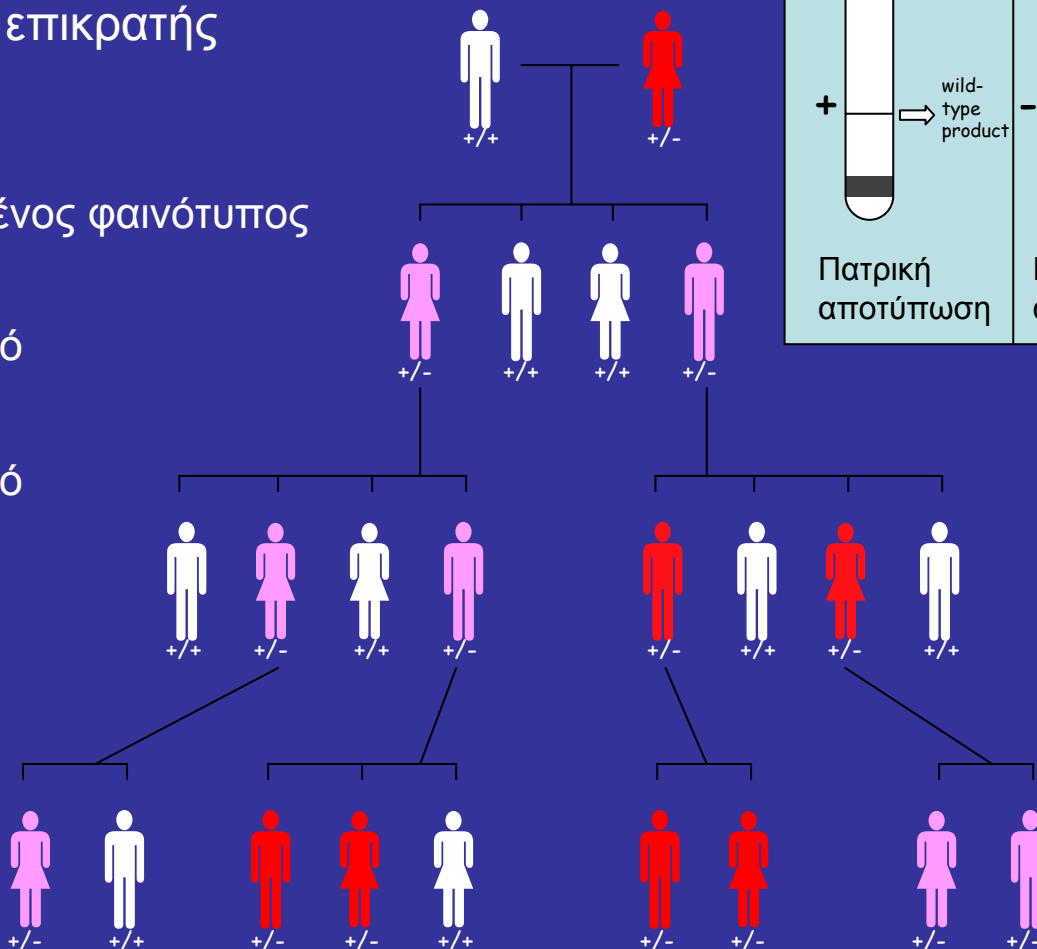 επικρατής
ένος φαινότυπος
ό
ό
+/+ +/-
+/- +/+ +/+ +/-
+/+ +/- +/+ +/- +/- +/+ +/- +/+
+/- +/+ +/- +/- +/+ +/- +/- +/- +/-
+
wild-
type
product
-
Πατρική
αποτύπωση